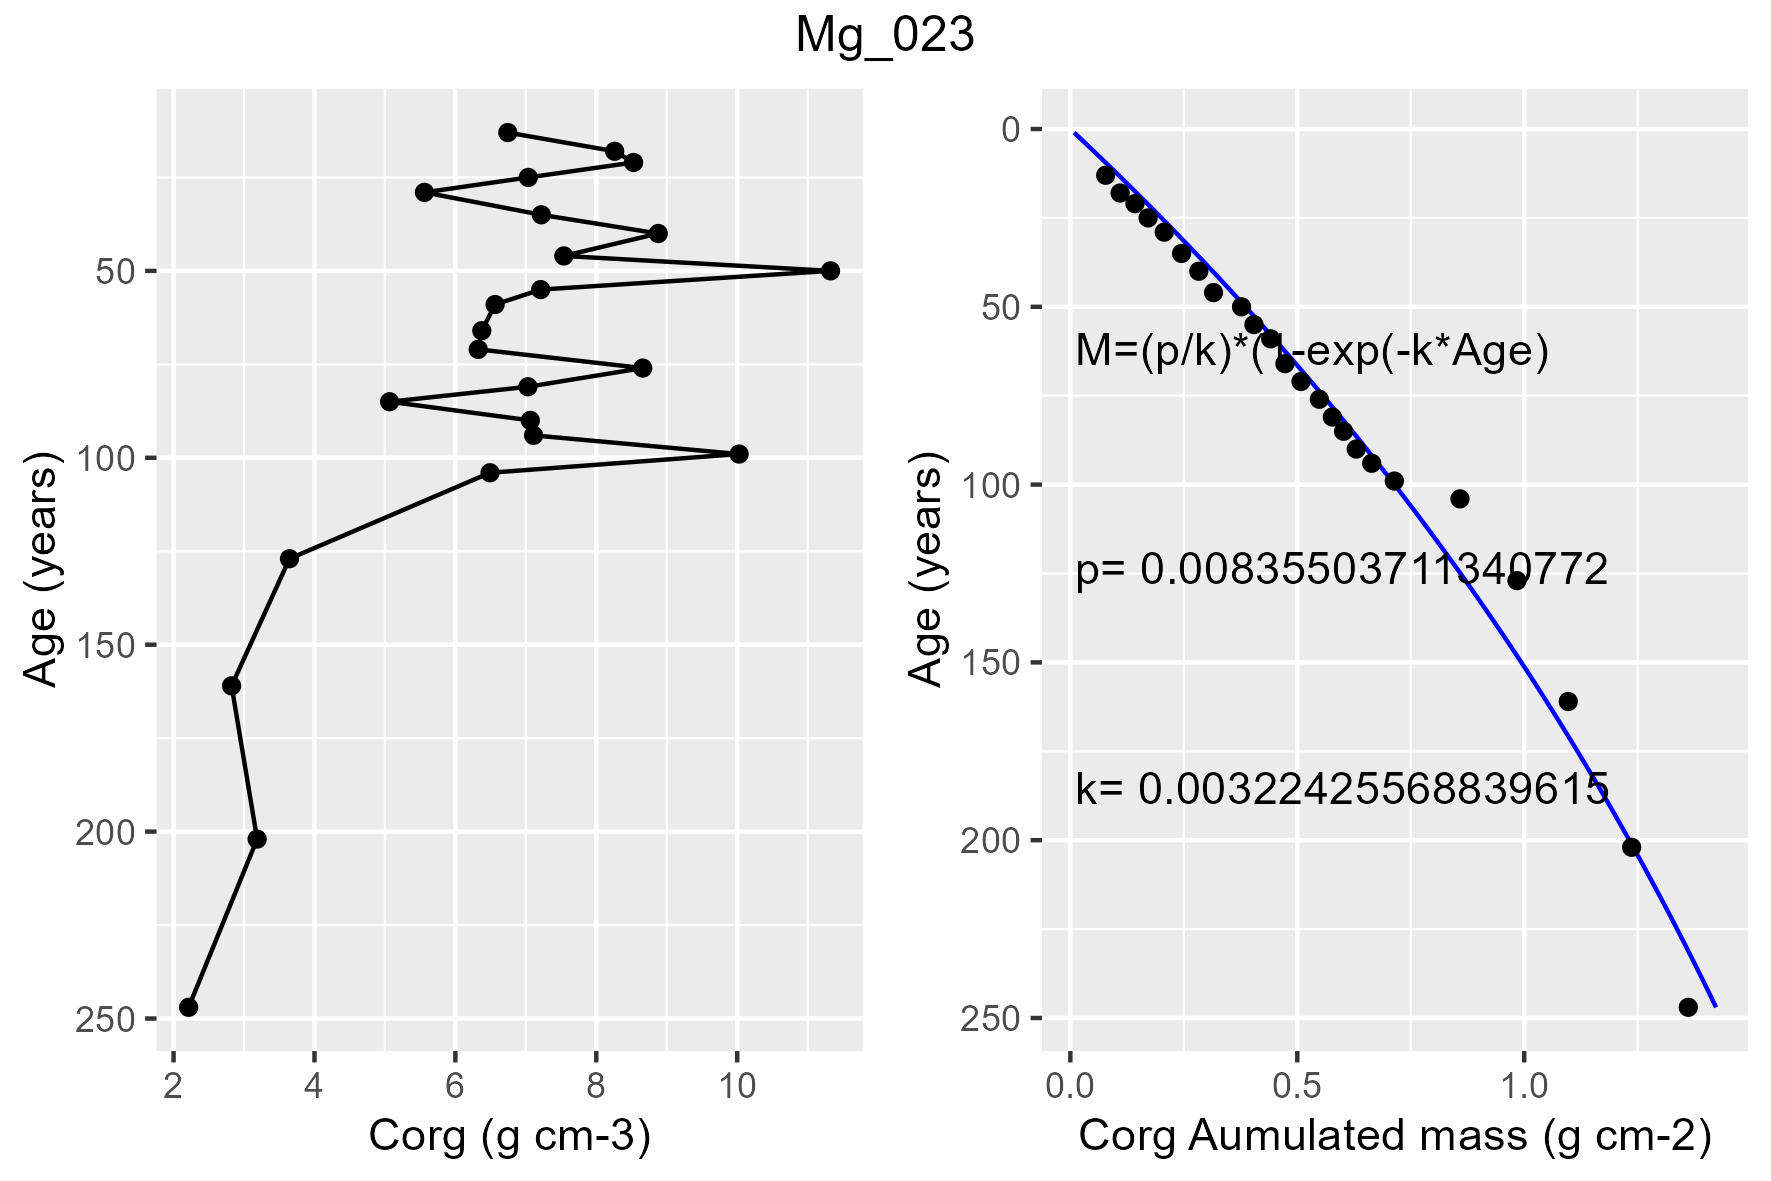 Mg_023
Age (years)
50
100
150
200
250
2
4
6
8
10
Corg (g cm-3)
Age (years)
0
50
100
150
200
250
M=(p/k)*(1-exp(-k*Age)
p= 0.00835503711340772
k= 0.00322425568839615
0.0
0.5
1.0
Corg Aumulated mass (g cm-2)